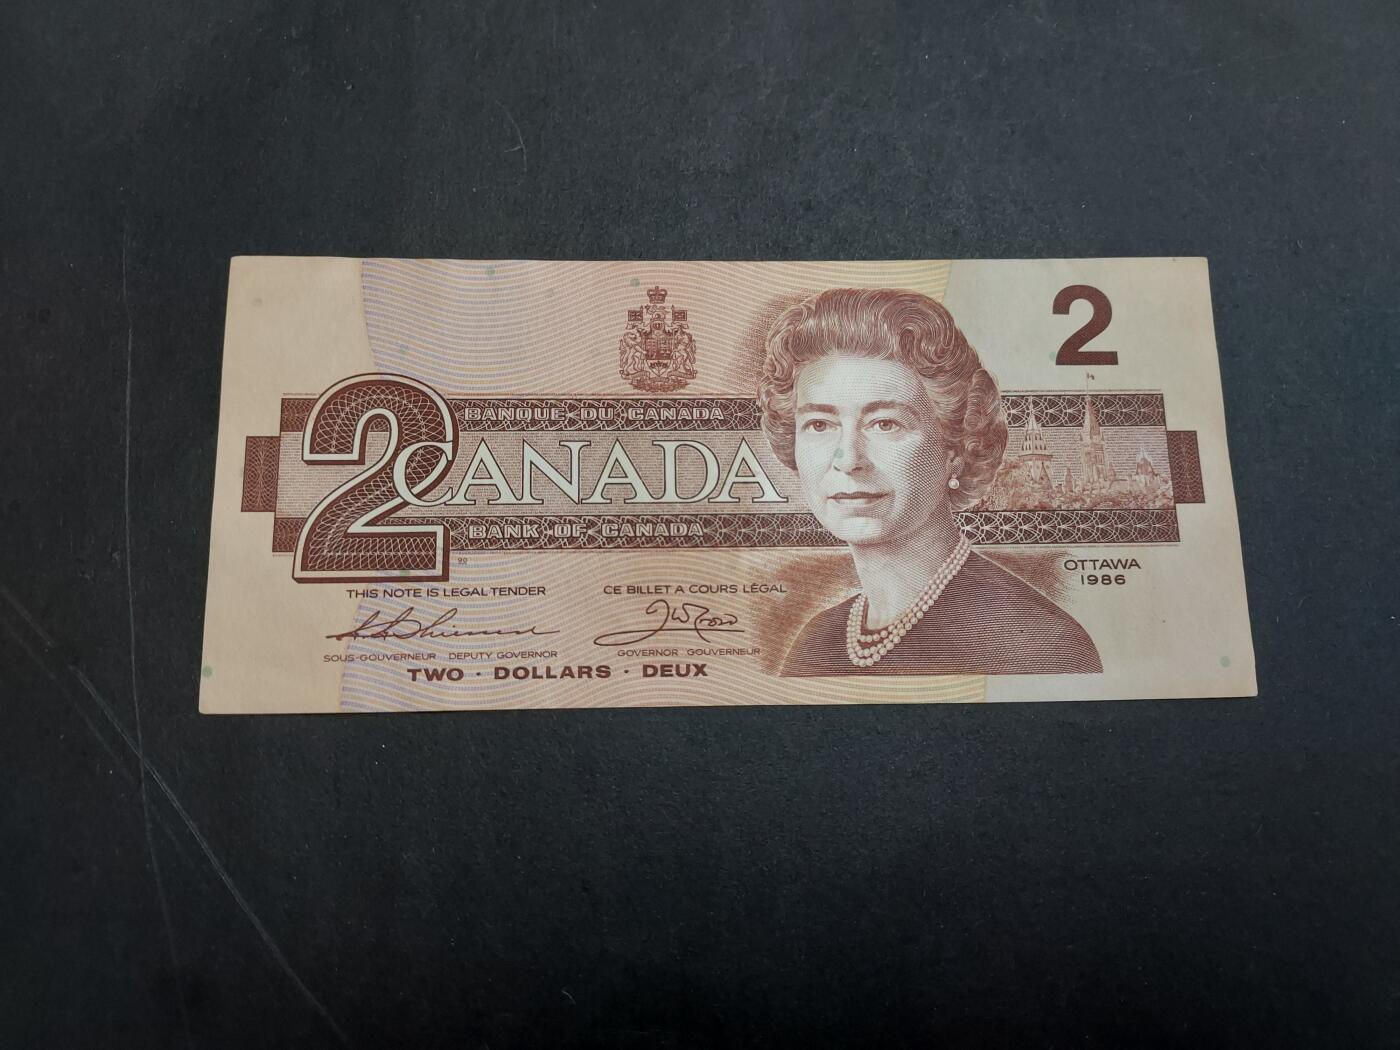 2
BANQUE DU CANADA
2
CANADA
BANK OF CANADA
90
OTTAWA
1986
THIS NOTE IS LEGAL TENDER
CE BILLET A COURS LÉGAL
SOUS-GOUVERNEUR DEPUTY GOVERNOR
GOVERNOR GOUVERNEUR
TWO · DOLLARS · DEUX